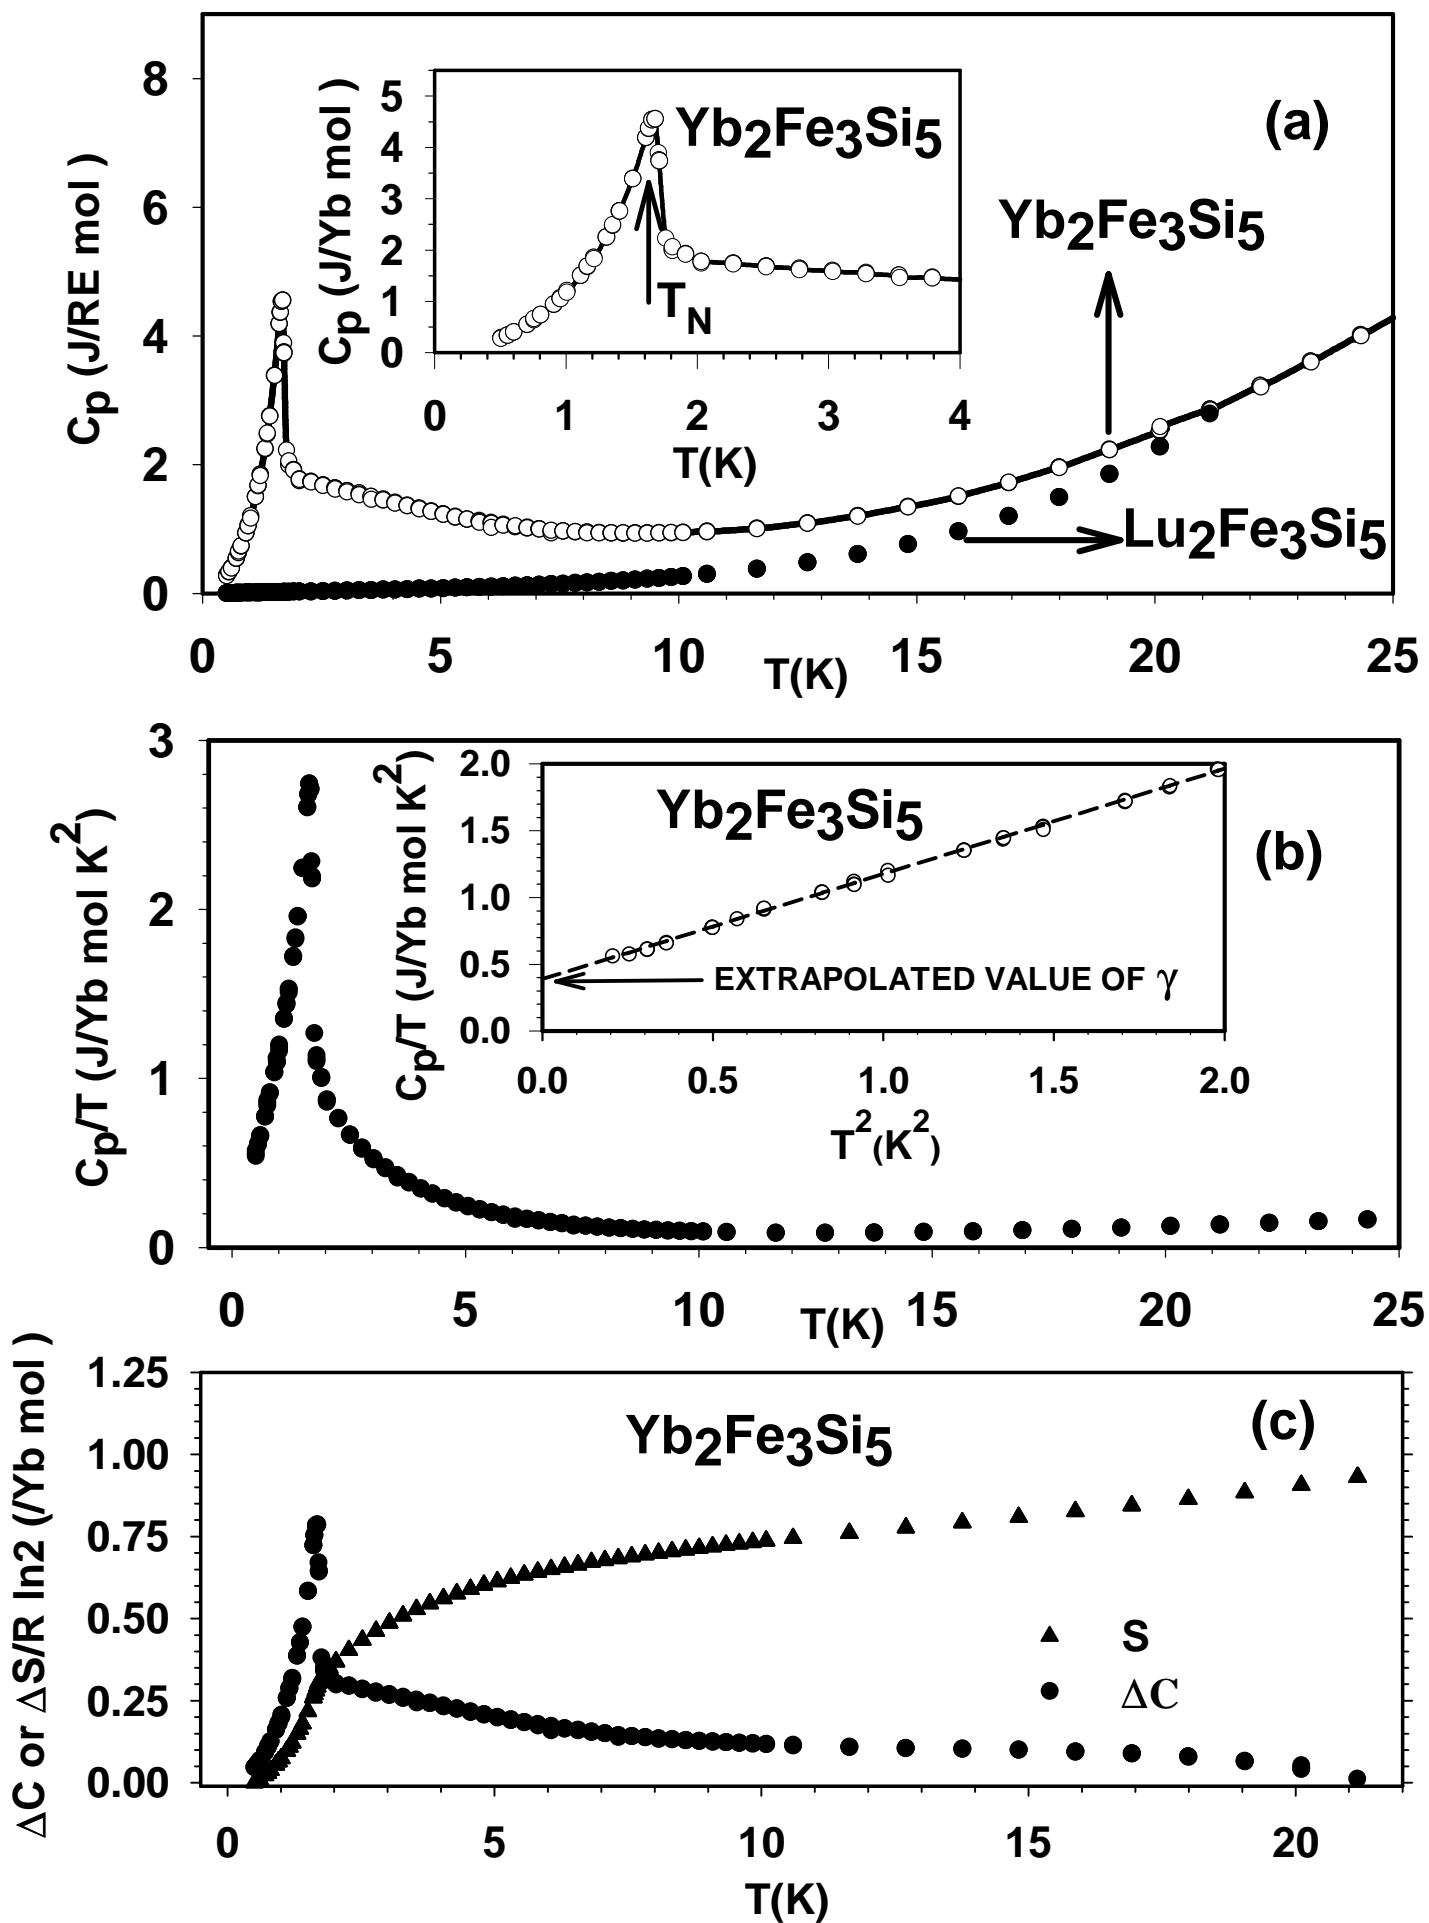 (a)
8
6
4
2
0
Cp (J/RE mol )
0 5 10 15 20 25
T(K)
Yb2Fe3Si5
Lu2Fe3Si5
Yb2Fe3Si5
5
4
3
2
1
0
Cp (J/Yb mol )
TN
0 1 2 3 4
T(K)
(b)
3
2
1
0
Cp/T (J/Yb mol K2)
0 5 10 15 20 25
T(K)
Yb2Fe3Si5
2.0
1.5
1.0
0.5
0.0
Cp/T (J/Yb mol K2)
EXTRAPOLATED VALUE OF γ
0.0 0.5 1.0 1.5 2.0
T2(K2)
(c)
Yb2Fe3Si5
1.25
1.00
0.75
0.50
0.25
0.00
ΔC or ΔS/R ln2 (/Yb mol )
S
ΔC
0 5 10 15 20
T(K)